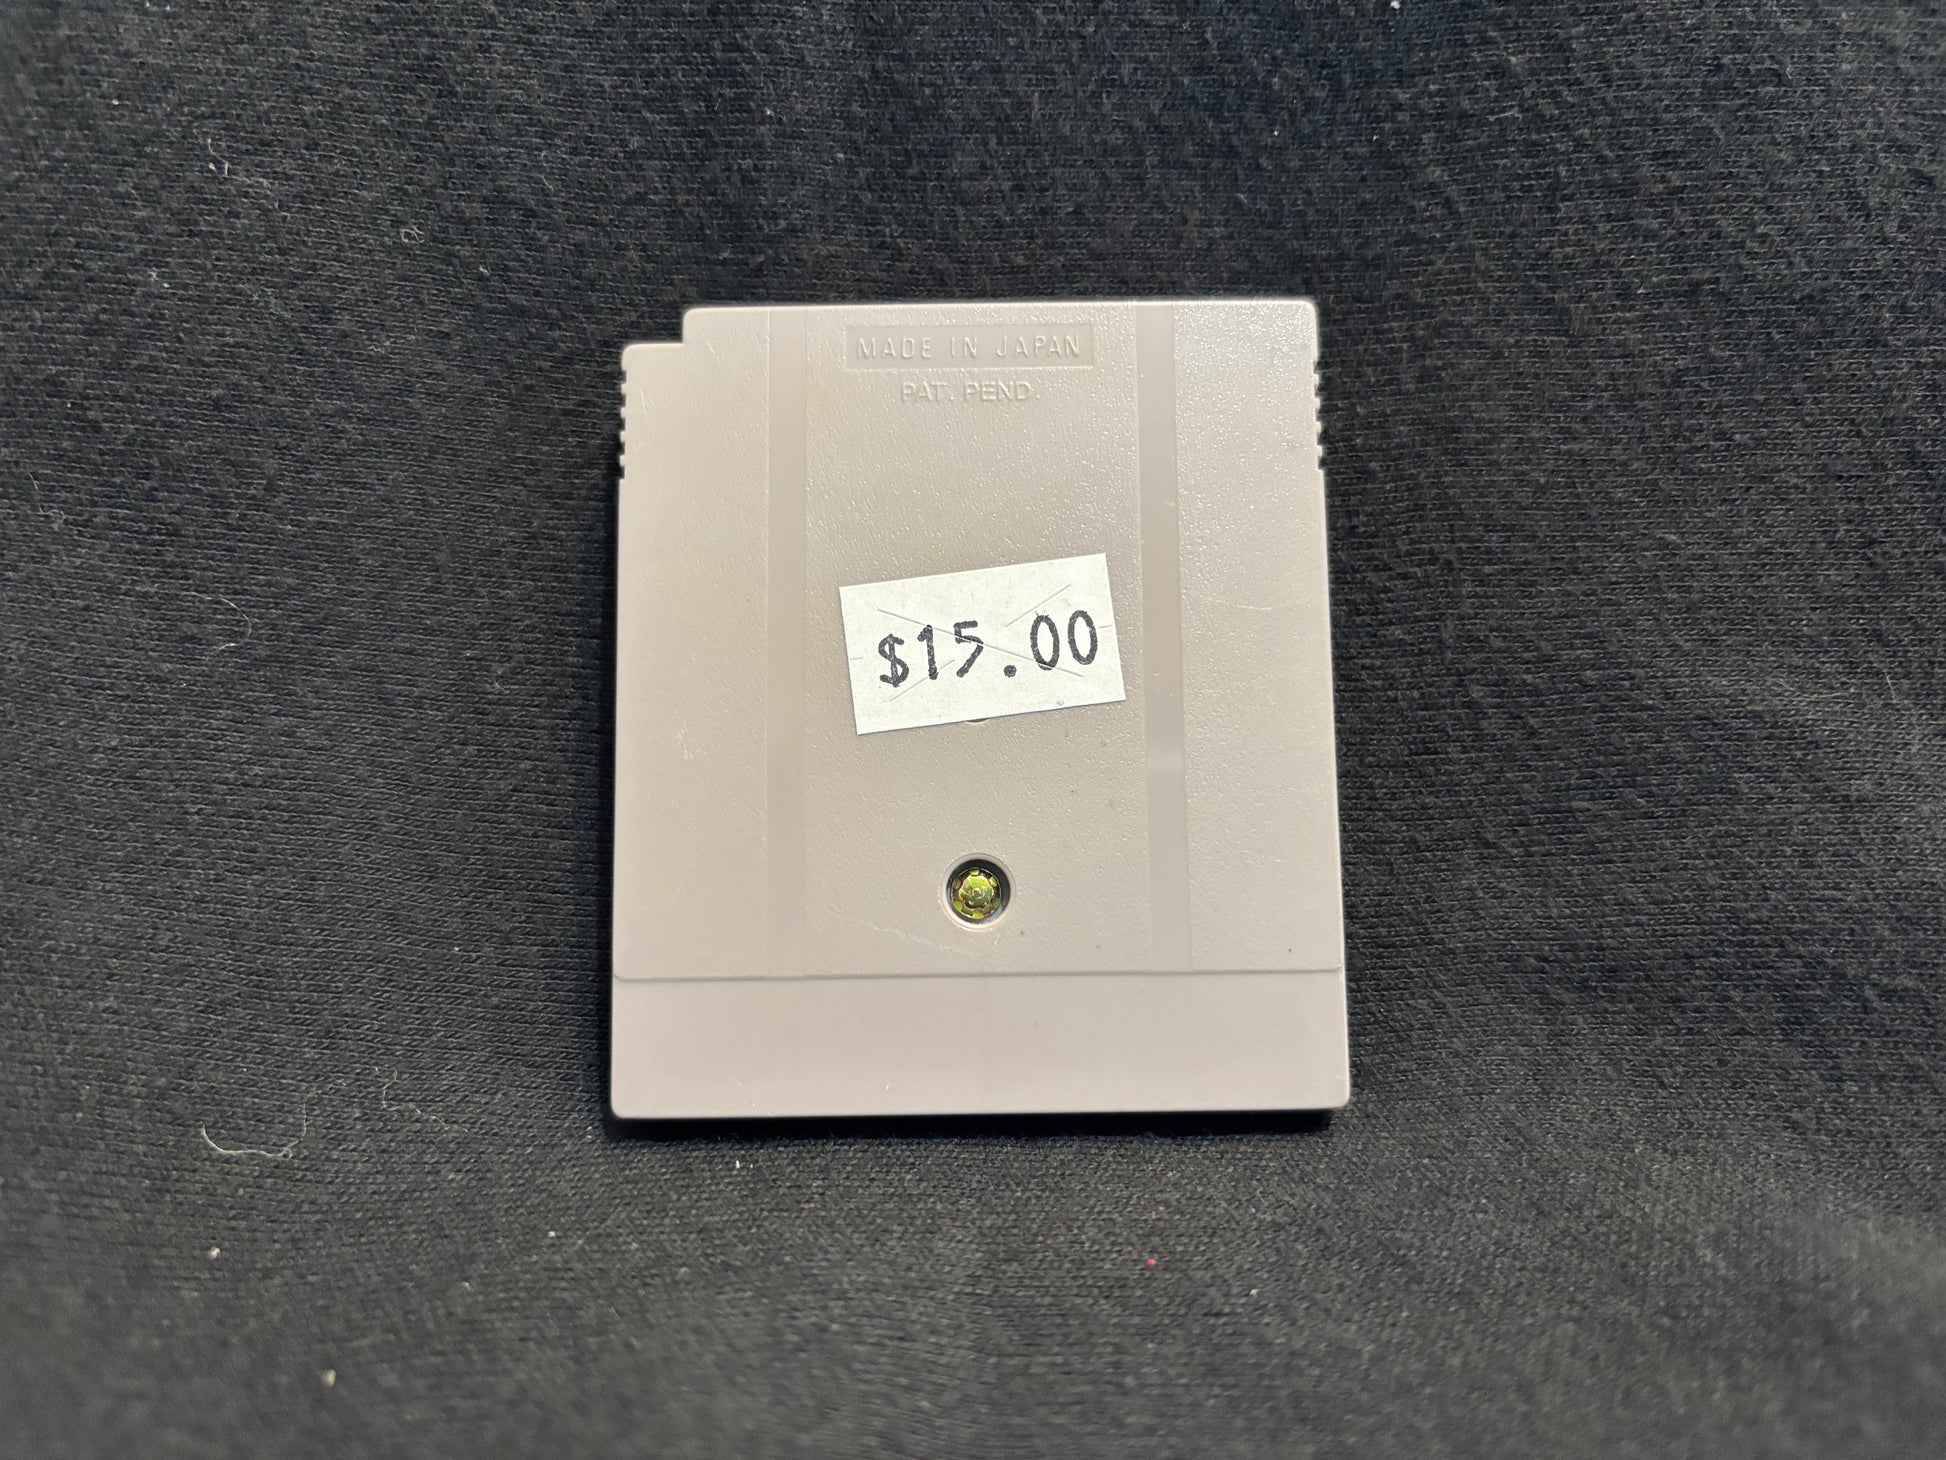 MADE IN JAPAN
PAT. PEND.
$15.00